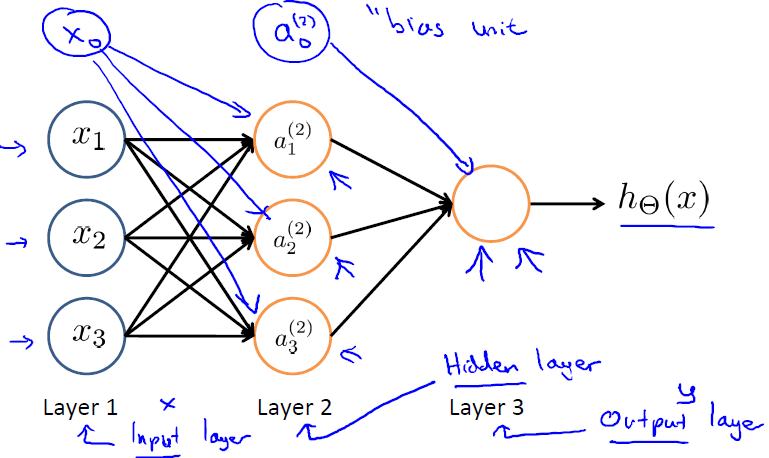 x₀ a₀⁽²⁾ "bias unit
x₁ a₁⁽²⁾
x₂ a₂⁽²⁾ h_Θ(x)
x₃ a₃⁽²⁾
Hidden layer
Layer 1 x Layer 2 Layer 3 y
Input layer Output layer